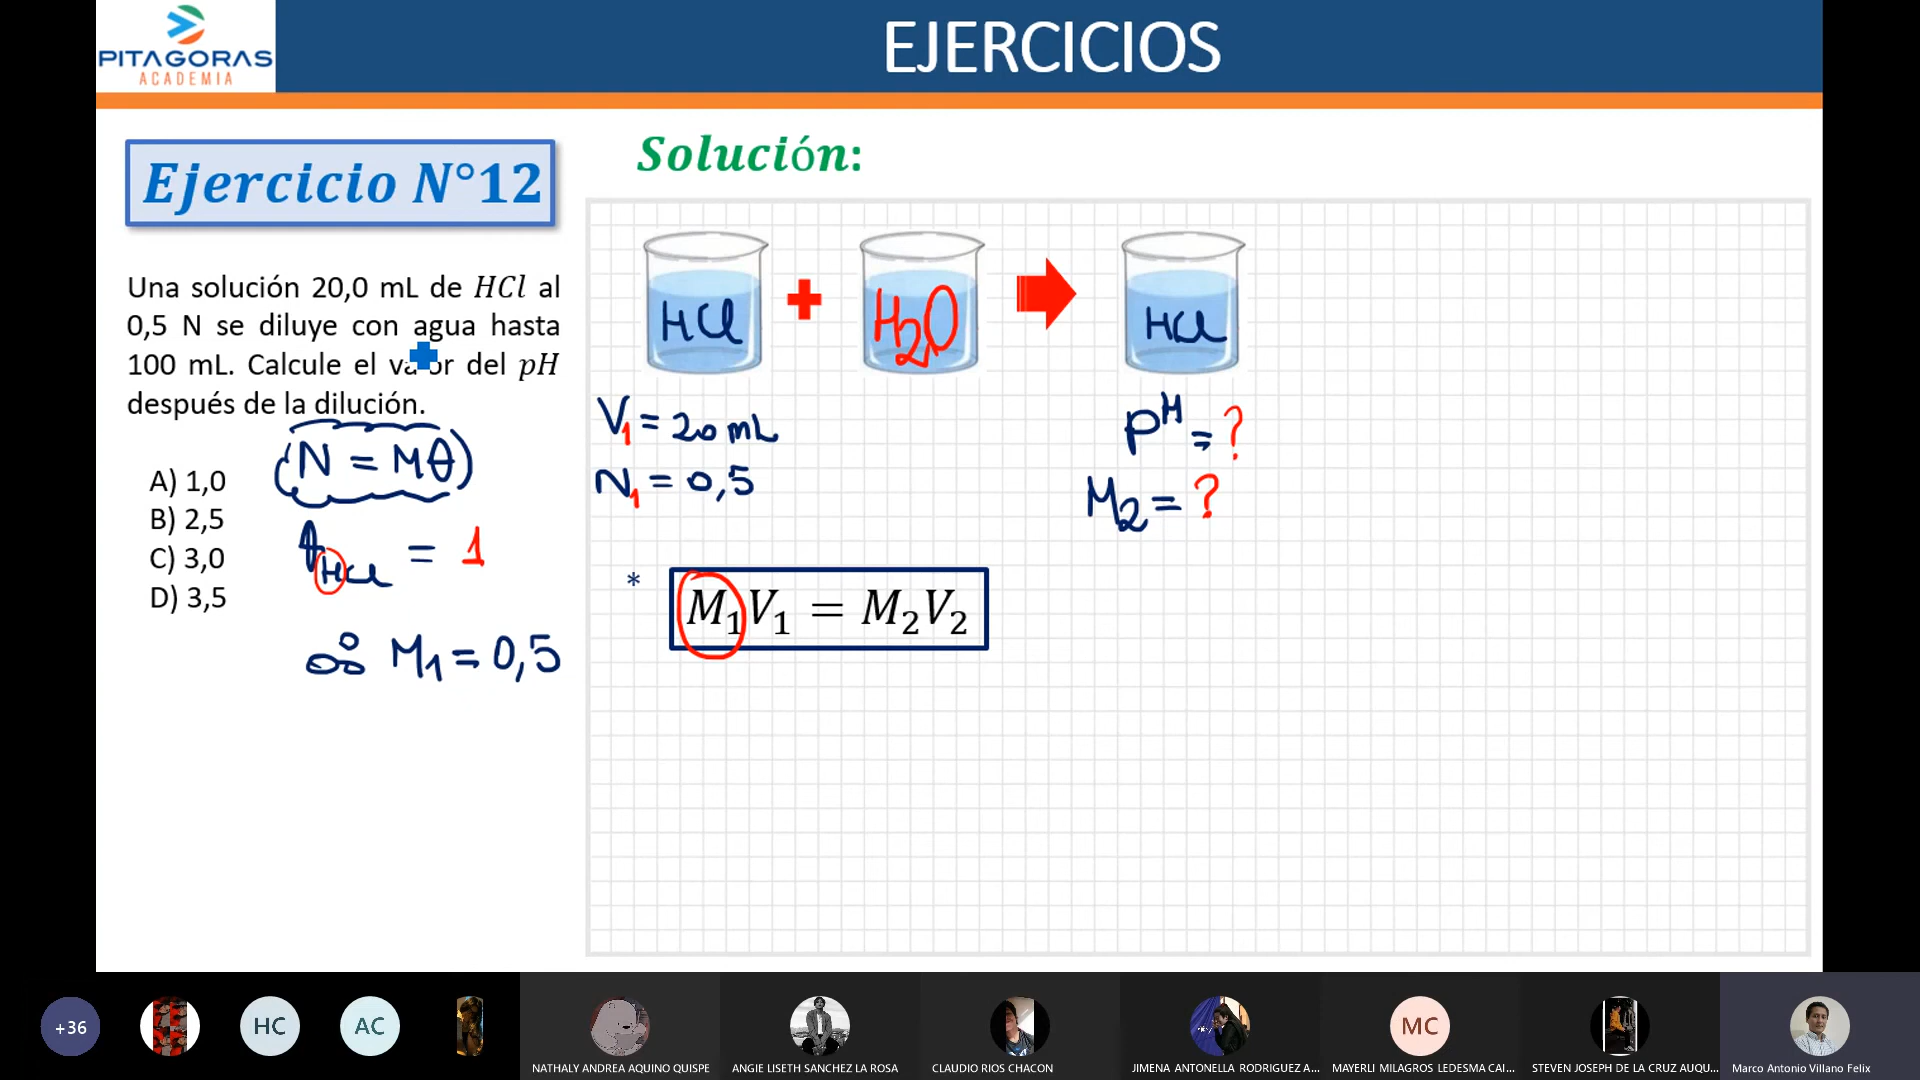 PITAGORAS
ACADEMIA
EJERCICIOS
Ejercicio N°12
Solución:
Una solución 20,0 mL de HCl al
0,5 N se diluye con agua hasta
100 mL. Calcule el valor del pH
después de la dilución.
A) 1,0
B) 2,5
C) 3,0
D) 3,5
(N = Mθ)
θHCl = 1
∴ M1 = 0,5
HCl
H2O
HCl
V1 = 20 mL
N1 = 0,5
pH = ?
M2 = ?
* M₁V₁ = M₂V₂
+36
HC
AC
MC
NATHALY ANDREA AQUINO QUISPE
ANGIE LISETH SANCHEZ LA ROSA
CLAUDIO RIOS CHACON
JIMENA ANTONELLA RODRIGUEZ A...
MAYERLI MILAGROS LEDESMA CAI...
STEVEN JOSEPH DE LA CRUZ AUQU...
Marco Antonio Villano Felix